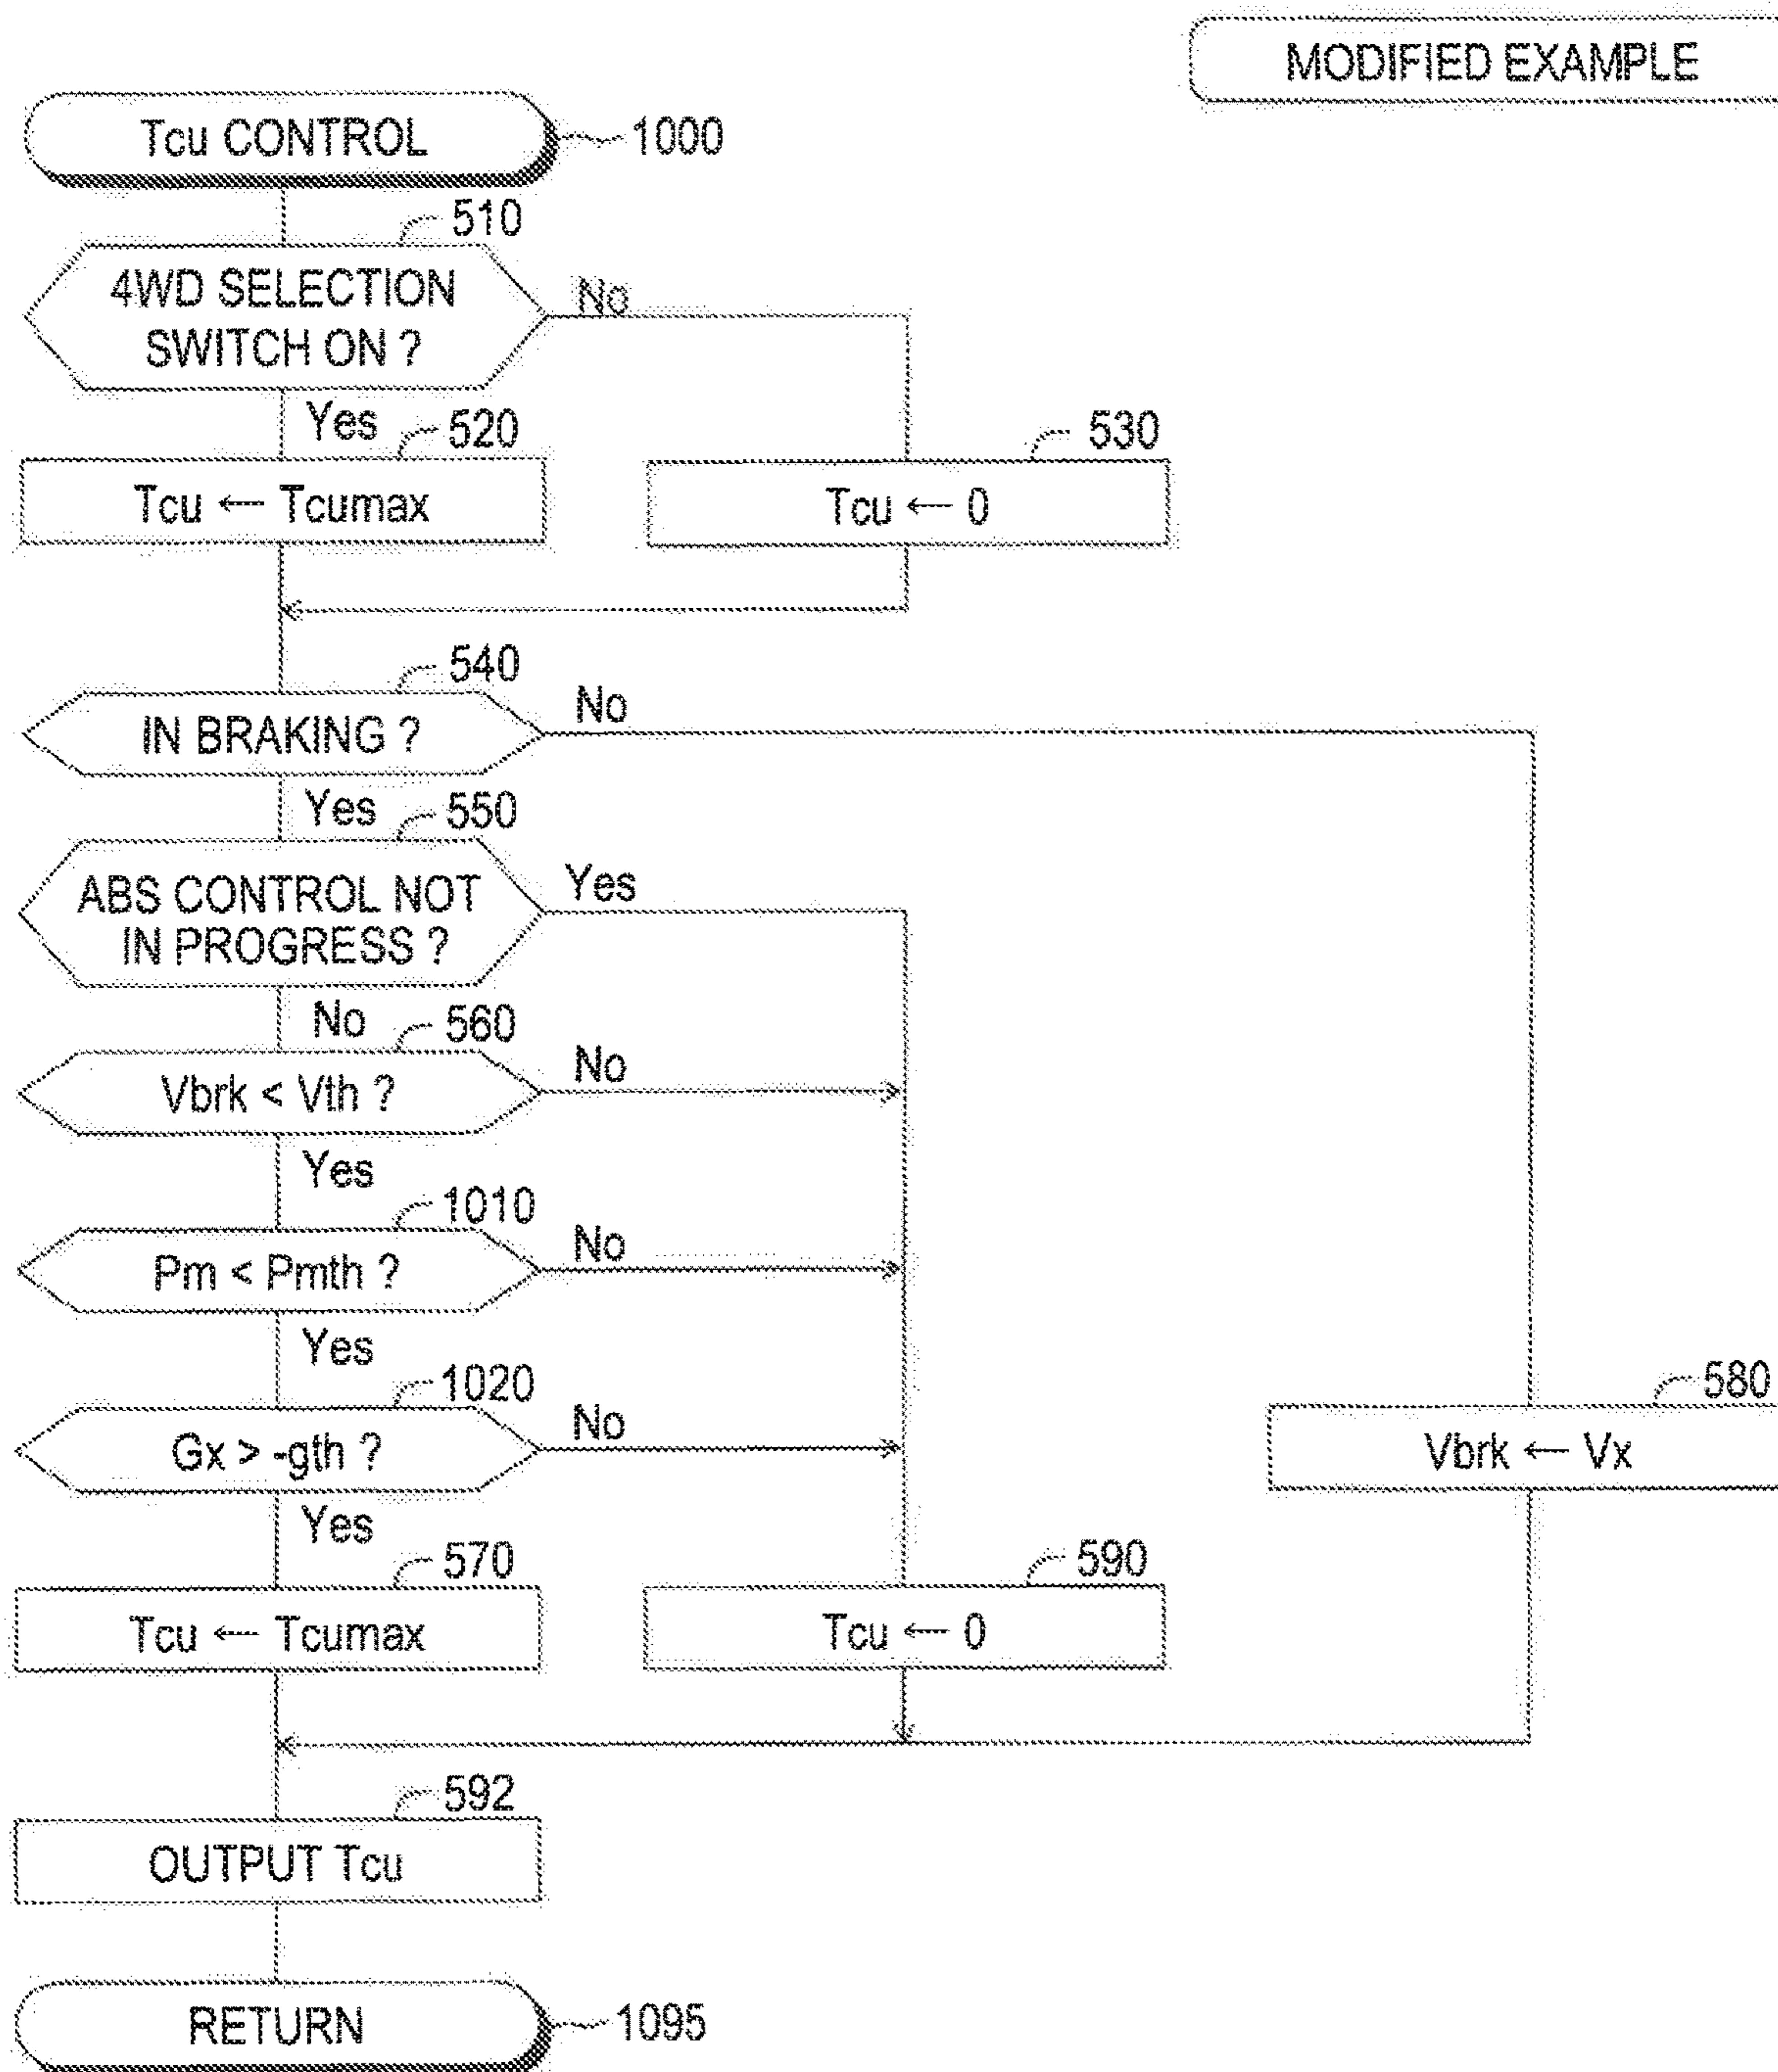 MODIFIED EXAMPLE
Tcu CONTROL
1000
510
4WD SELECTION
SWITCH ON ?
No
Yes
520
530
Tcu ← Tcumax
Tcu ← 0
540
IN BRAKING ?
No
Yes
550
ABS CONTROL NOT
IN PROGRESS ?
Yes
No
560
Vbrk < Vth ?
No
Yes
1010
Pm < Pmth ?
No
Yes
1020
Gx > -gth ?
No
580
Vbrk ← Vx
Yes
570
590
Tcu ← Tcumax
Tcu ← 0
592
OUTPUT Tcu
RETURN
1095